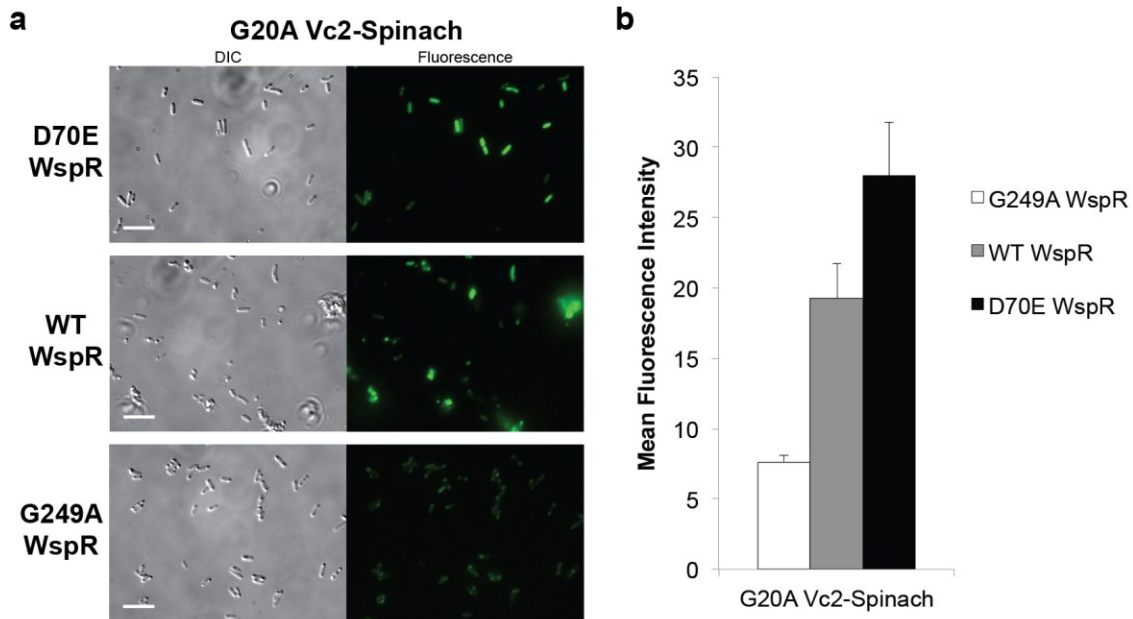 a
G20A Vc2-Spinach
DIC
Fluorescence
D70E
WspR
WT
WspR
G249A
WspR
b
Mean Fluorescence Intensity
35
30
25
20
15
10
5
0
G20A Vc2-Spinach
G249A WspR
WT WspR
D70E WspR